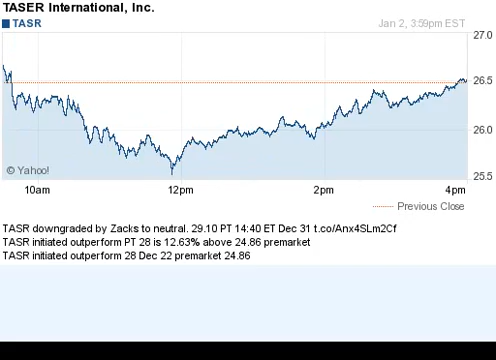 TASER International, Inc.
TASR
Jan 2, 3:59pm EST
27.0
26.5
26.0
25.5
© Yahoo!
10am 12pm 2pm 4pm
Previous Close
TASR downgraded by Zacks to neutral. 29.10 PT 14:40 ET Dec 31 t.co/Anx4SLm2Cf
TASR initiated outperform PT 28 is 12.63% above 24.86 premarket
TASR initiated outperform 28 Dec 22 premarket 24.86